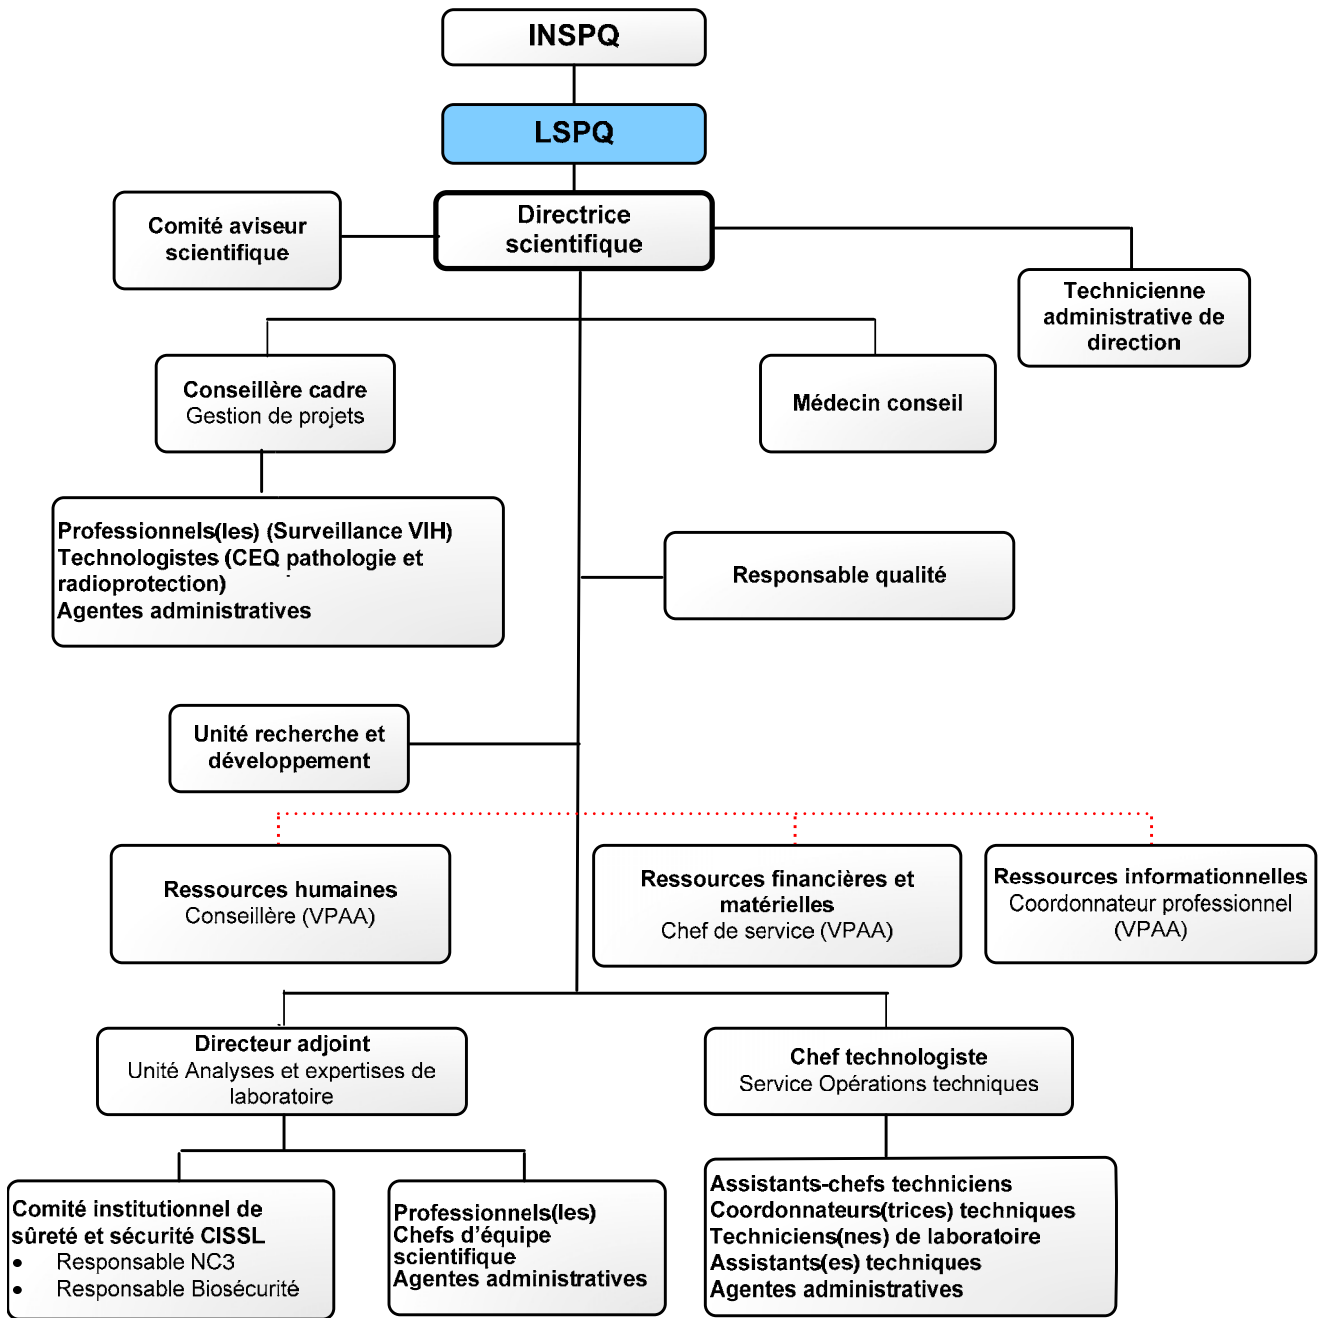 INSPQ
LSPQ
Directrice
scientifique
Comité aviseur
scientifique
Technicienne
administrative de
direction
Conseillère cadre
Gestion de projets
Médecin conseil
Professionnels(les) (Surveillance VIH)
Technologistes (CEQ pathologie et
radioprotection)
Agentes administratives
Responsable qualité
Unité recherche et
développement
Ressources humaines
Conseillère (VPAA)
Ressources financières et
matérielles
Chef de service (VPAA)
Ressources informationnelles
Coordonnateur professionnel
(VPAA)
Directeur adjoint
Unité Analyses et expertises de
laboratoire
Chef technologiste
Service Opérations techniques
Comité institutionnel de
sûreté et sécurité CISSL
• Responsable NC3
• Responsable Biosécurité
Professionnels(les)
Chefs d'équipe
scientifique
Agentes administratives
Assistants-chefs techniciens
Coordonnateurs(trices) techniques
Techniciens(nes) de laboratoire
Assistants(es) techniques
Agentes administratives